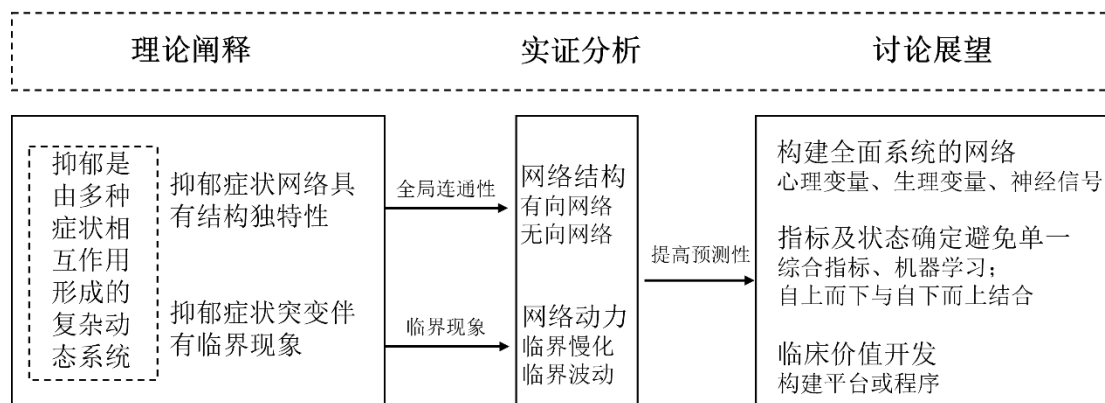 理论阐释
实证分析
讨论展望
抑郁是
由多种
症状相
互作用
形成的
复杂动
态系统
抑郁症状网络具
有结构独特性
抑郁症状突变伴
有临界现象
全局连通性
临界现象
网络结构
有向网络
无向网络
网络动力
临界慢化
临界波动
提高预测性
构建全面系统的网络
心理变量、生理变量、神经信号
指标及状态确定避免单一
综合指标、机器学习；
自上而下与自下而上结合
临床价值开发
构建平台或程序